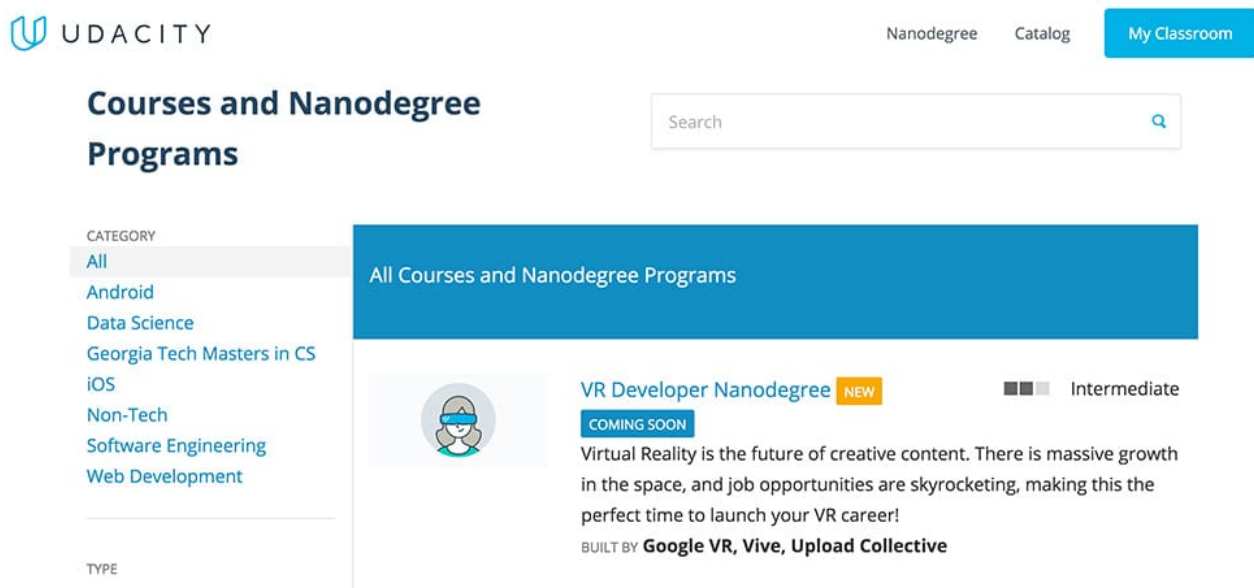 UDACITY
Nanodegree
Catalog
My Classroom
Courses and Nanodegree
Programs
Search
CATEGORY
All
Android
Data Science
Georgia Tech Masters in CS
iOS
Non-Tech
Software Engineering
Web Development
TYPE
All Courses and Nanodegree Programs
VR Developer Nanodegree NEW
Intermediate
COMING SOON
Virtual Reality is the future of creative content. There is massive growth
in the space, and job opportunities are skyrocketing, making this the
perfect time to launch your VR career!
BUILT BY Google VR, Vive, Upload Collective